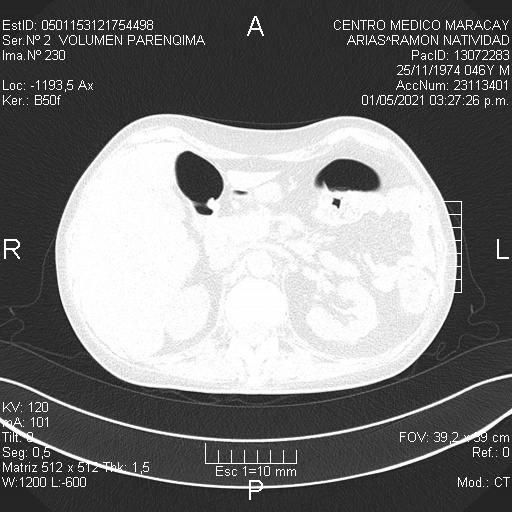 EstID: 0501153121754498
Ser.Nº 2 VOLUMEN PARENQIMA
Ima.Nº 230
Loc: -1193,5 Ax
Ker.: B50f
A
CENTRO MEDICO MARACAY
ARIAS^RAMON NATIVIDAD
PacID: 13072283
25/11/1974 046Y M
AccNum: 23113401
01/05/2021 03:27:26 p.m.
R
L
KV: 120
mA: 101
Tilt: 0
Seg: 0,5
Matriz 512 x 512 Thk: 1,5
W:1200 L:-600
Esc 1=10 mm
P
FOV: 39,2 x 39 cm
Ref.: 0
Mod.: CT